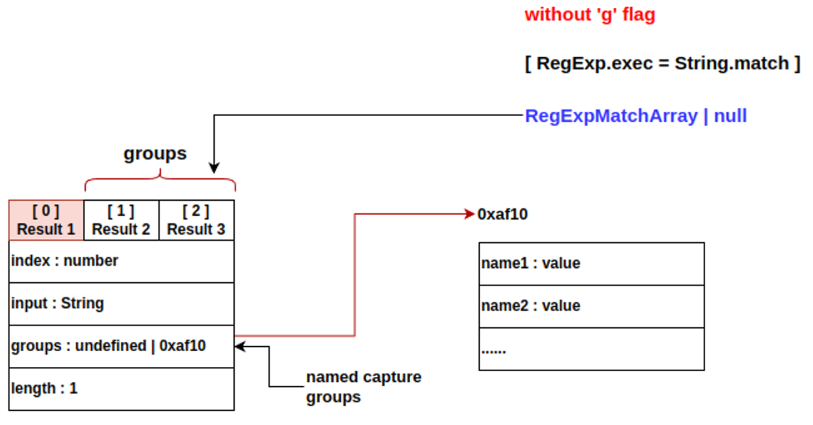 without 'g' flag
[ RegExp.exec = String.match ]
RegExpMatchArray | null
groups
[ 0 ] [ 1 ] [ 2 ]
Result 1 Result 2 Result 3
index : number
input : String
groups : undefined | 0xaf10
length : 1
named capture
groups
0xaf10
name1 : value
name2 : value
......